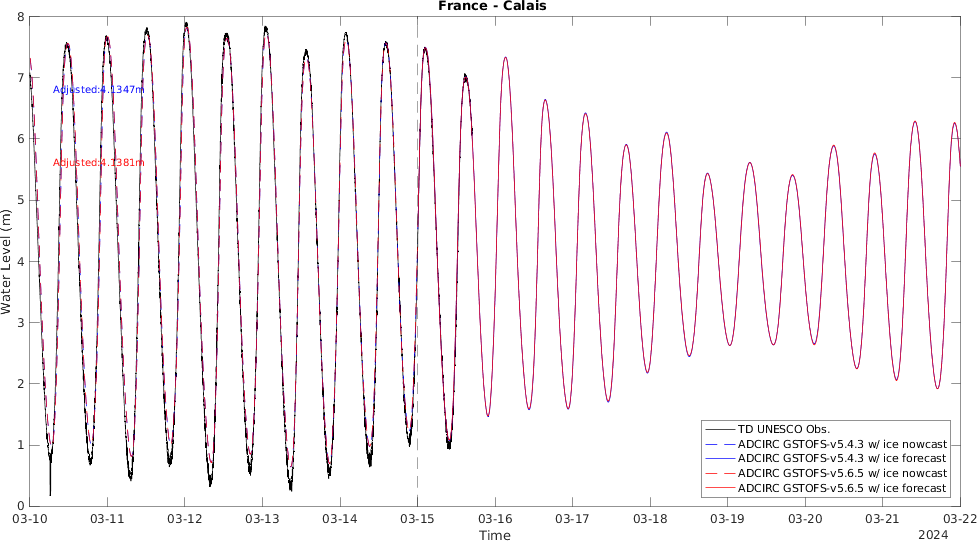 France - Calais
8
7
6
5
4
3
2
1
0
Water Level (m)
Adjusted:4.1347m
Adjusted:4.1381m
TD UNESCO Obs.
ADCIRC GSTOFS-v5.4.3 w/ ice nowcast
ADCIRC GSTOFS-v5.4.3 w/ ice forecast
ADCIRC GSTOFS-v5.6.5 w/ ice nowcast
ADCIRC GSTOFS-v5.6.5 w/ ice forecast
03-10 03-11 03-12 03-13 03-14 03-15 03-16 03-17 03-18 03-19 03-20 03-21 03-22
Time
2024